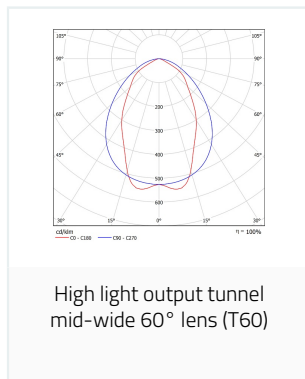 105° 105°
90° 90°
75° 75°
60° 60°
45° 45°
200
300
400
500
600
30° 15° 0° 15° 30°
cd/klm η = 100%
C0 - C180 C90 - C270
High light output tunnel
mid-wide 60° lens (T60)